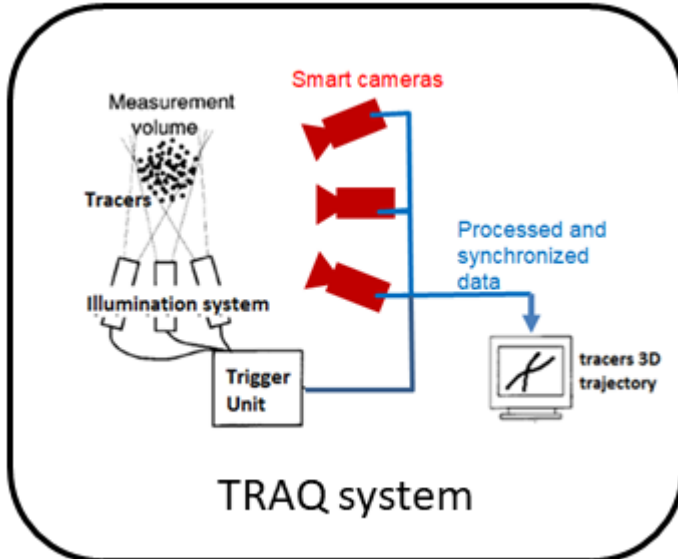 Smart cameras
Measurement
volume
Tracers
Illumination system
Trigger
Unit
Processed and
synchronized
data
tracers 3D
trajectory
TRAQ system